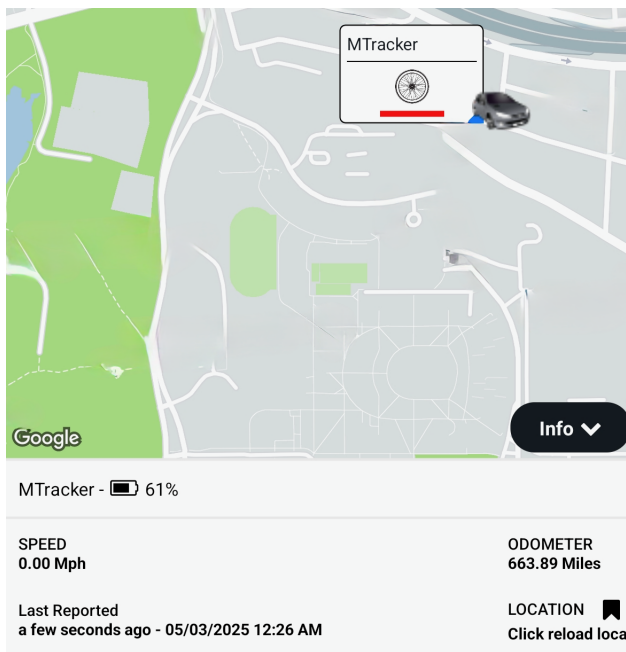 MTracker
Google
Info
MTracker - 61%
SPEED
0.00 Mph
ODOMETER
663.89 Miles
Last Reported
a few seconds ago - 05/03/2025 12:26 AM
LOCATION
Click reload loca